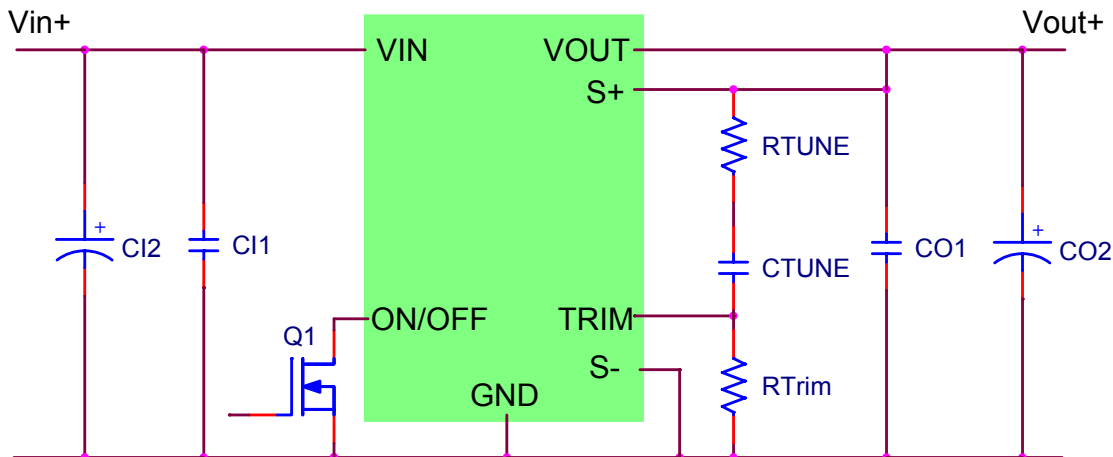 Vin+
Vout+
VIN
VOUT
S+
RTUNE
+
CI2
CI1
CTUNE
CO1
+
CO2
ON/OFF
TRIM
Q1
S-
RTrim
GND